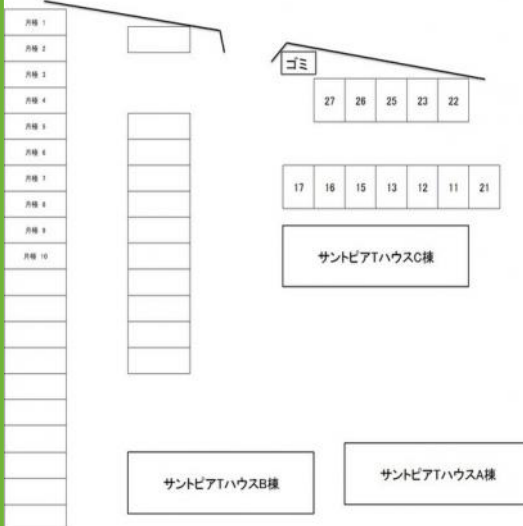 月極 1
月極 2
月極 3
月極 4
月極 5
月極 6
月極 7
月極 8
月極 9
月極 10
ゴミ
27 26 25 23 22
17 16 15 13 12 11 21
サントピアTハウスC棟
サントピアTハウスB棟
サントピアTハウスA棟